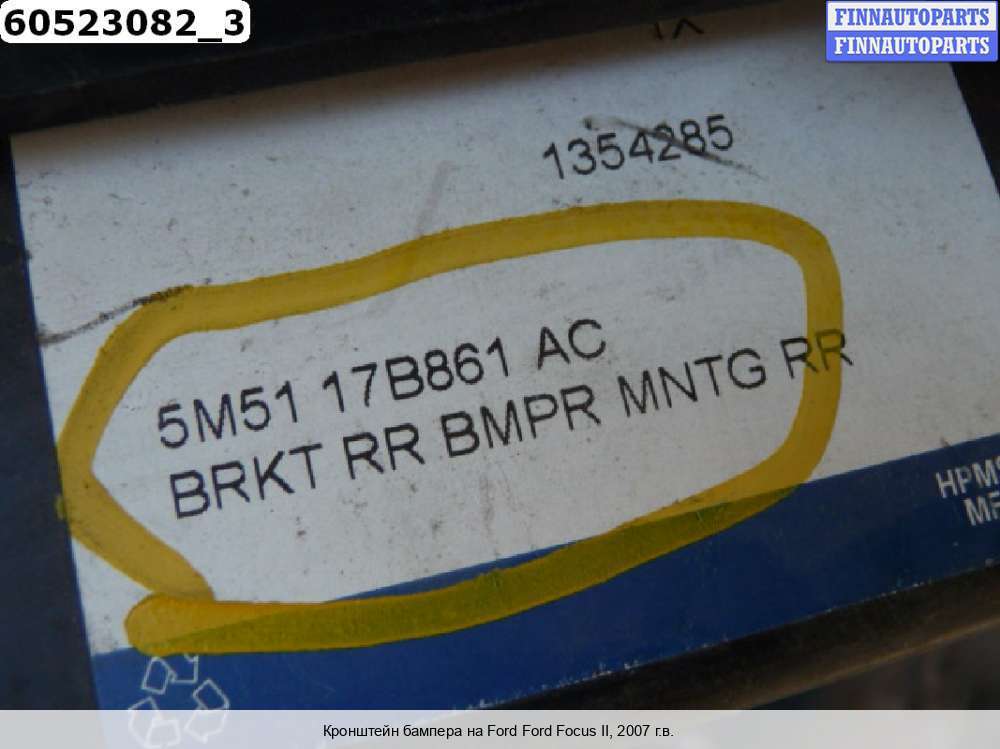 60523082_3
FINNAUTOPARTS
FINNAUTOPARTS
1354285
5M51 17B861 AC
BRKT RR BMPR MNTG RR
Кронштейн бампера на Ford Ford Focus II, 2007 г.в.